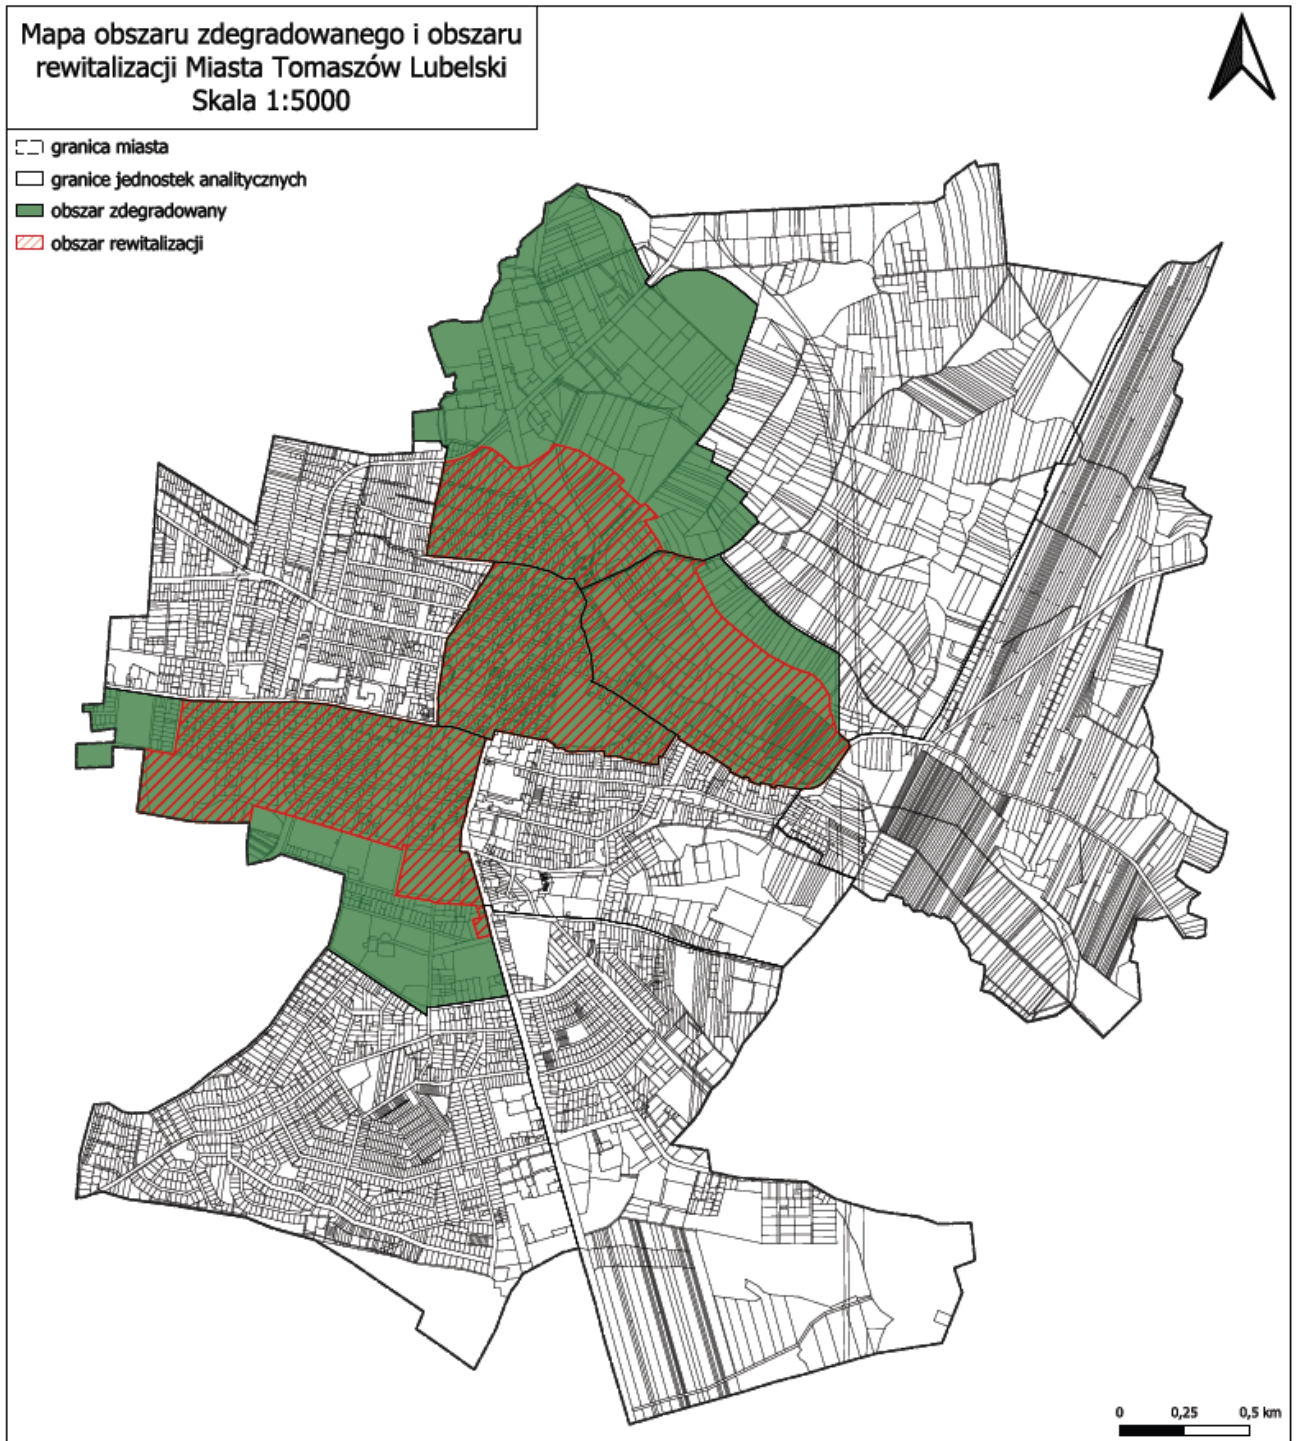 Mapa obszaru zdegradowanego i obszaru
rewitalizacji Miasta Tomaszów Lubelski
Skala 1:5000
granica miasta
granice jednostek analitycznych
obszar zdegradowany
obszar rewitalizacji
0 0,25 0,5 km